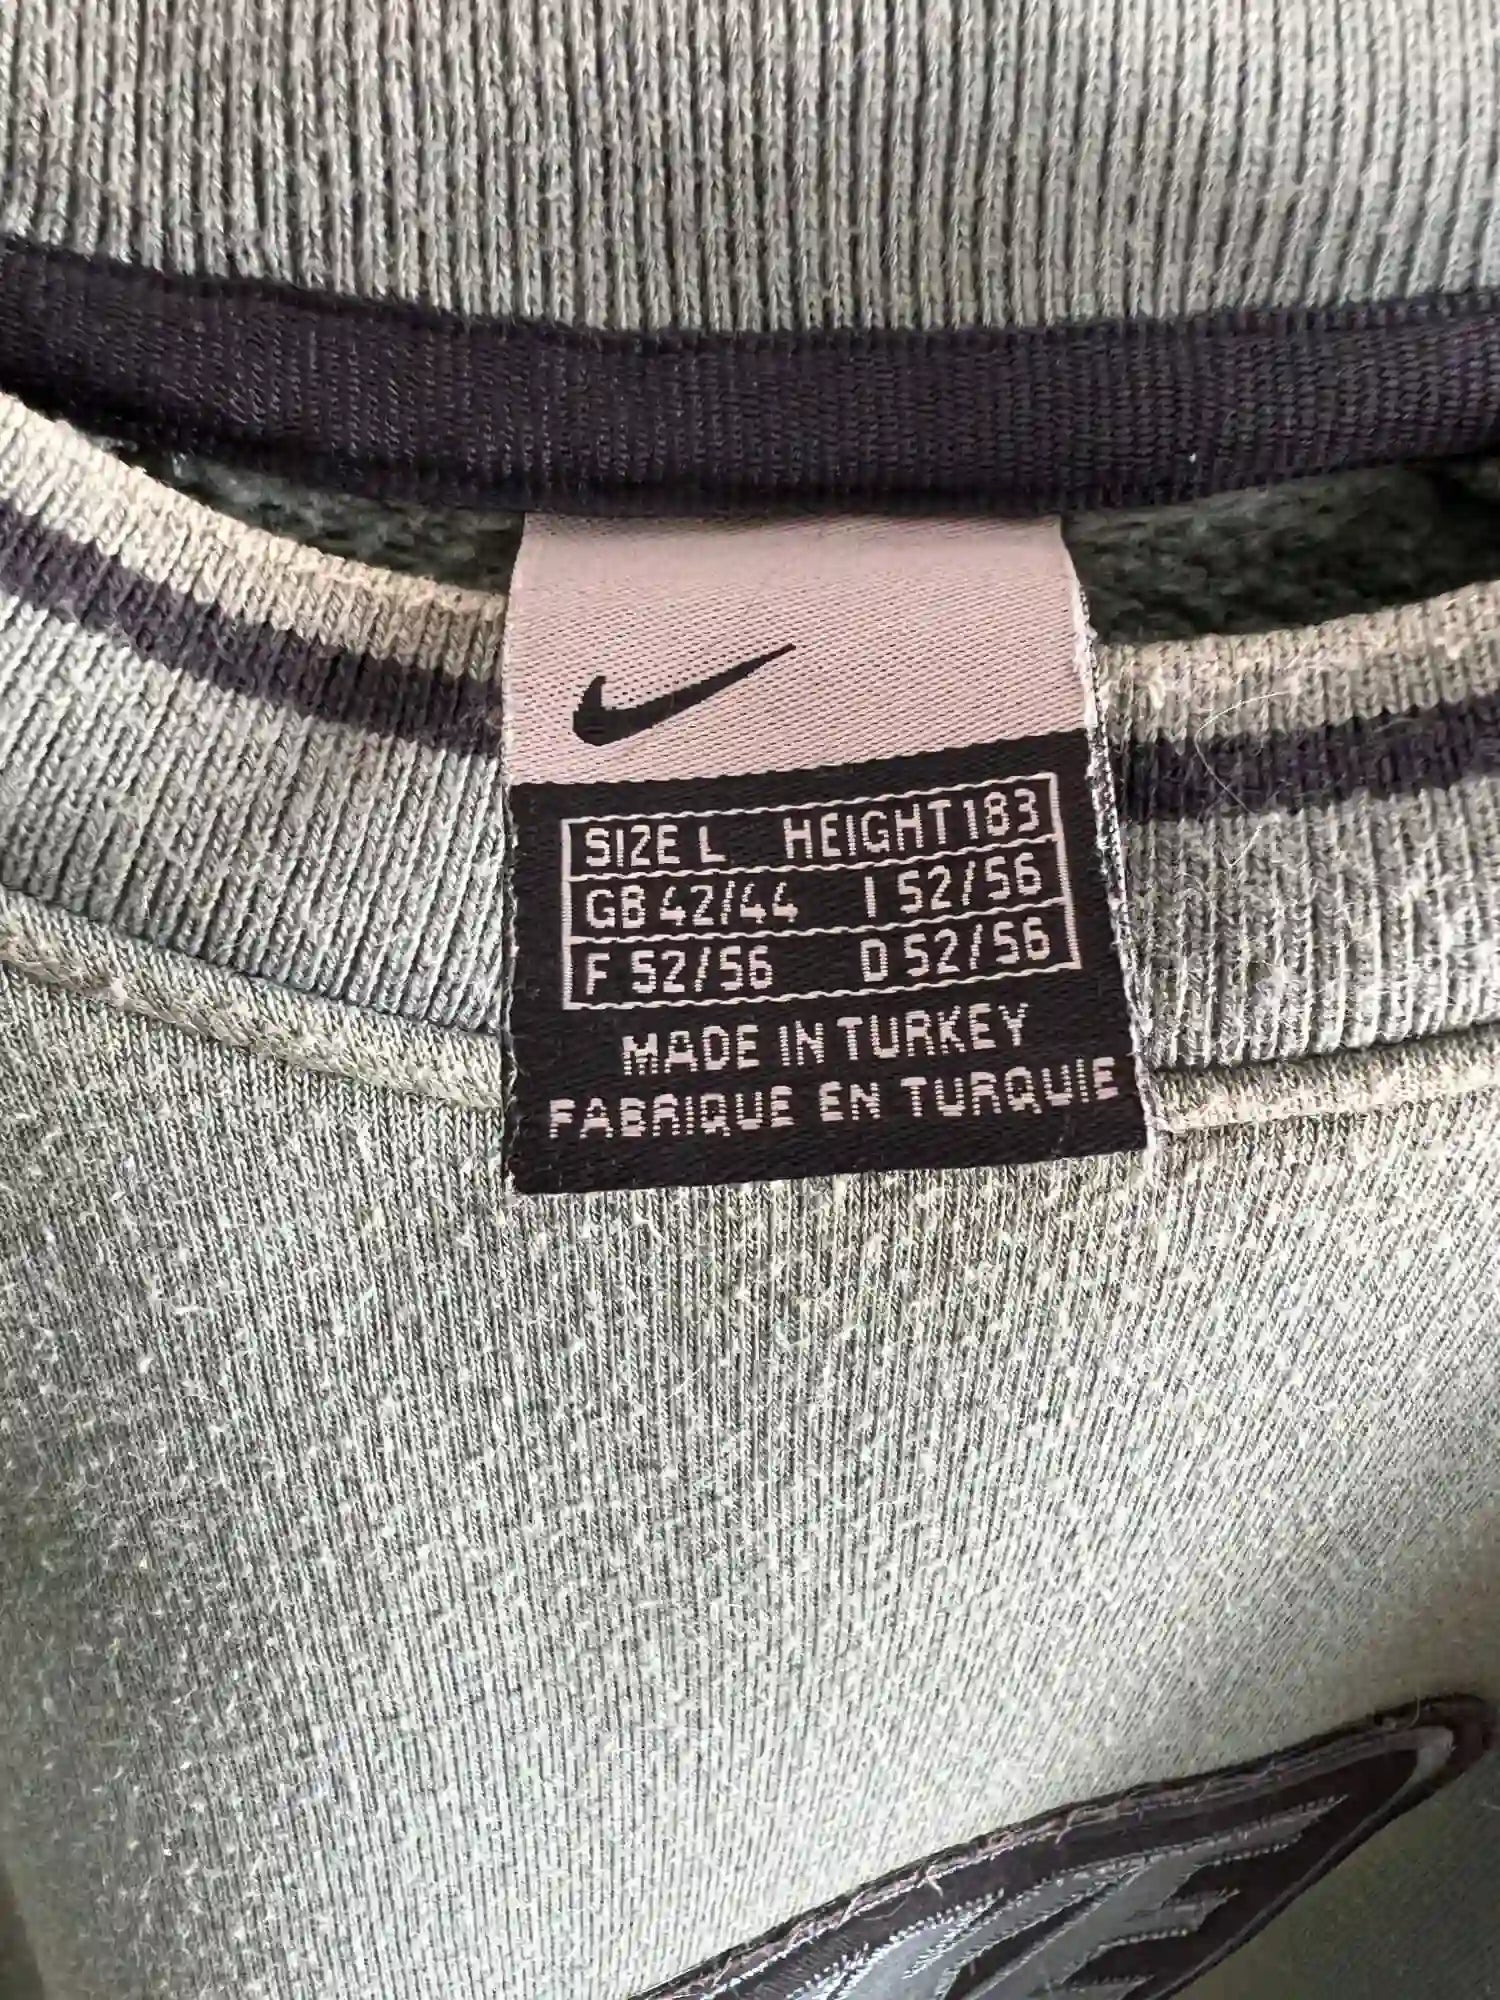 SIZE L HEIGHT 183
GB 42/44 I 52/56
F 52/56 D 52/56
MADE IN TURKEY
FABRIQUE EN TURQUIE